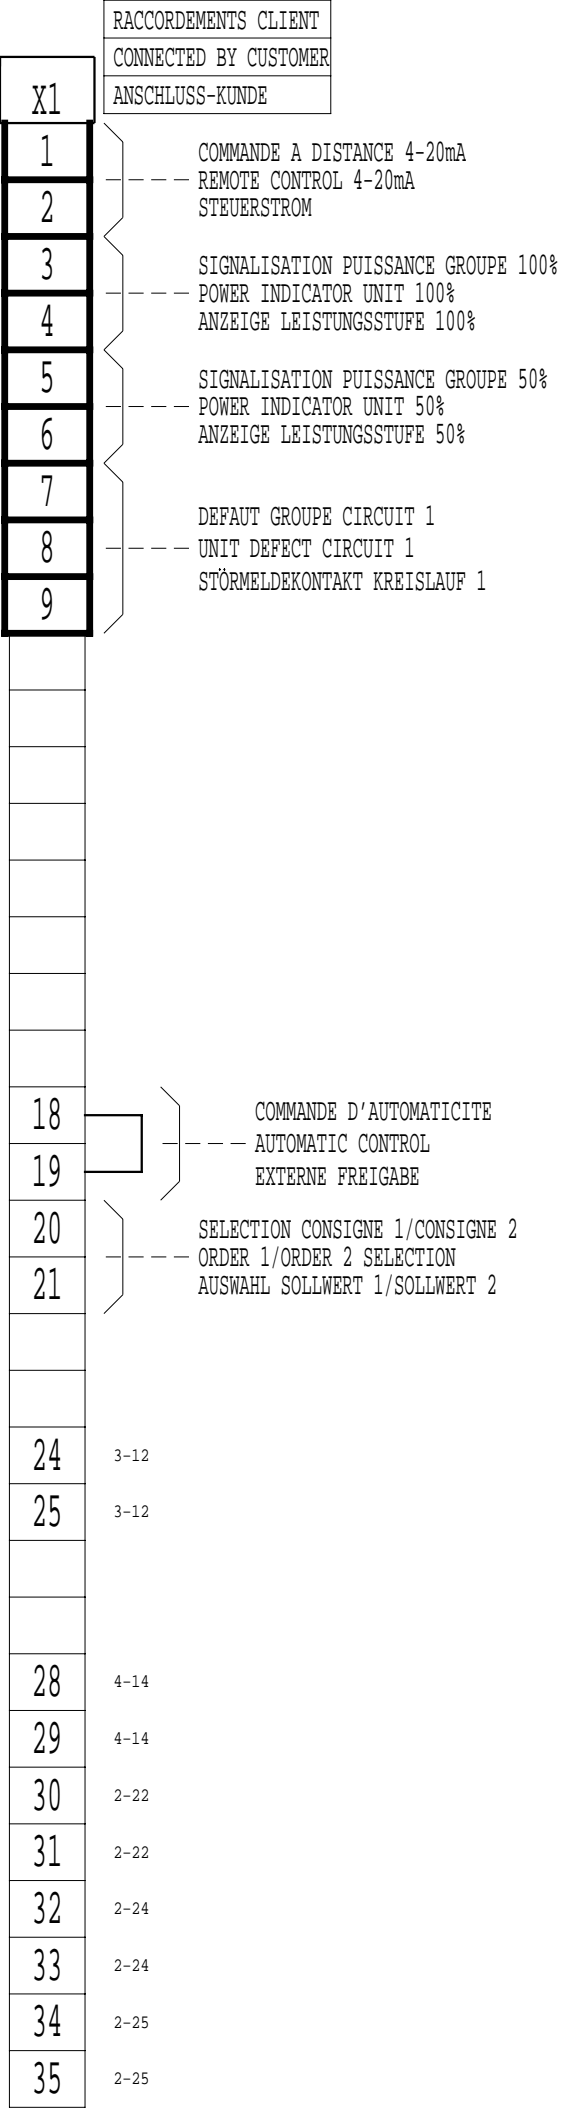 RACCORDEMENTS CLIENT
CONNECTED BY CUSTOMER
ANSCHLUSS-KUNDE
X1
1
2
COMMANDE A DISTANCE 4-20mA
REMOTE CONTROL 4-20mA
STEUERSTROM
3
4
SIGNALISATION PUISSANCE GROUPE 100%
POWER INDICATOR UNIT 100%
ANZEIGE LEISTUNGSSTUFE 100%
5
6
SIGNALISATION PUISSANCE GROUPE 50%
POWER INDICATOR UNIT 50%
ANZEIGE LEISTUNGSSTUFE 50%
7
8
9
DEFAUT GROUPE CIRCUIT 1
UNIT DEFECT CIRCUIT 1
STÖRMELDEKONTAKT KREISLAUF 1
18
19
COMMANDE D'AUTOMATICITE
AUTOMATIC CONTROL
EXTERNE FREIGABE
20
21
SELECTION CONSIGNE 1/CONSIGNE 2
ORDER 1/ORDER 2 SELECTION
AUSWAHL SOLLWERT 1/SOLLWERT 2
24 3-12
25 3-12
28 4-14
29 4-14
30 2-22
31 2-22
32 2-24
33 2-24
34 2-25
35 2-25